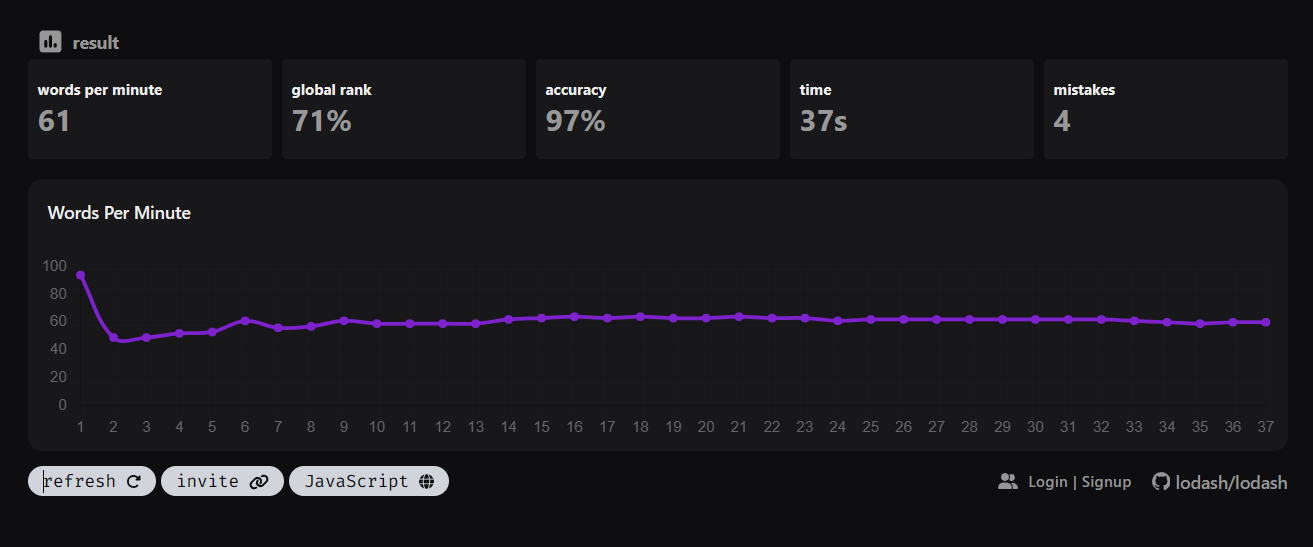 result
words per minute
61
global rank
71%
accuracy
97%
time
37s
mistakes
4
Words Per Minute
100
80
60
40
20
0
1 2 3 4 5 6 7 8 9 10 11 12 13 14 15 16 17 18 19 20 21 22 23 24 25 26 27 28 29 30 31 32 33 34 35 36 37
refresh invite JavaScript Login | Signup lodash/lodash